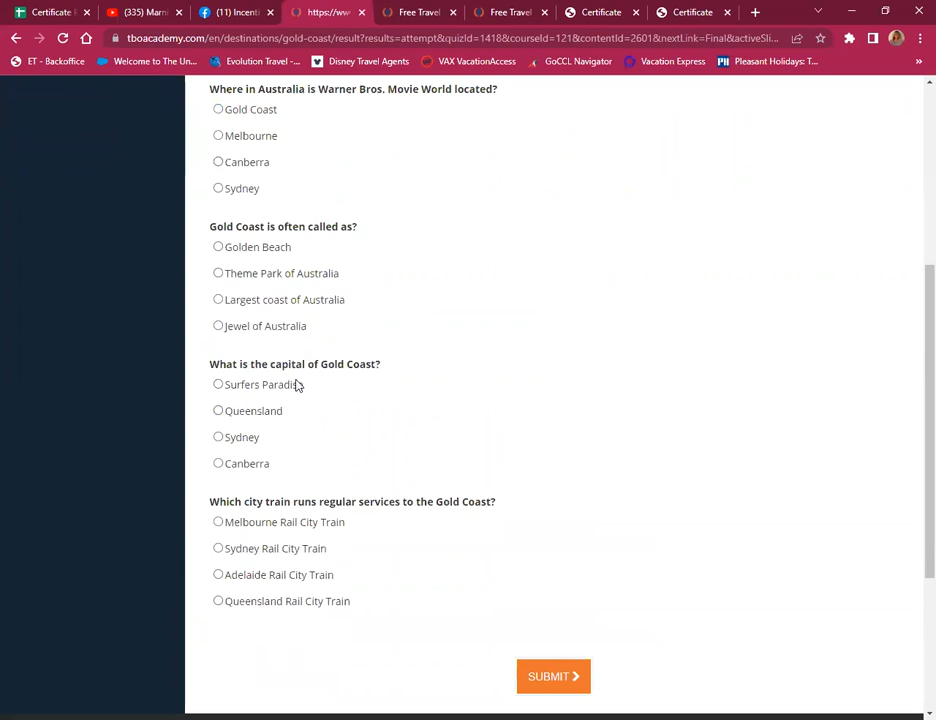 Certificate
(335) Marni
(11) Incenti
https://ww
Free Travel
Free Travel
Certificate
Certificate
tboacademy.com/en/destinations/gold-coast/result?results=attempt&quizId=1418&courseId=121&contentId=2601&nextLink=Final&activeSli...
ET - Backoffice
Welcome to The Un...
Evolution Travel -...
Disney Travel Agents
VAX VacationAccess
GoCCL Navigator
Vacation Express
Pleasant Holidays: T...
Where in Australia is Warner Bros. Movie World located?
Gold Coast
Melbourne
Canberra
Sydney
Gold Coast is often called as?
Golden Beach
Theme Park of Australia
Largest coast of Australia
Jewel of Australia
What is the capital of Gold Coast?
Surfers Paradise
Queensland
Sydney
Canberra
Which city train runs regular services to the Gold Coast?
Melbourne Rail City Train
Sydney Rail City Train
Adelaide Rail City Train
Queensland Rail City Train
SUBMIT